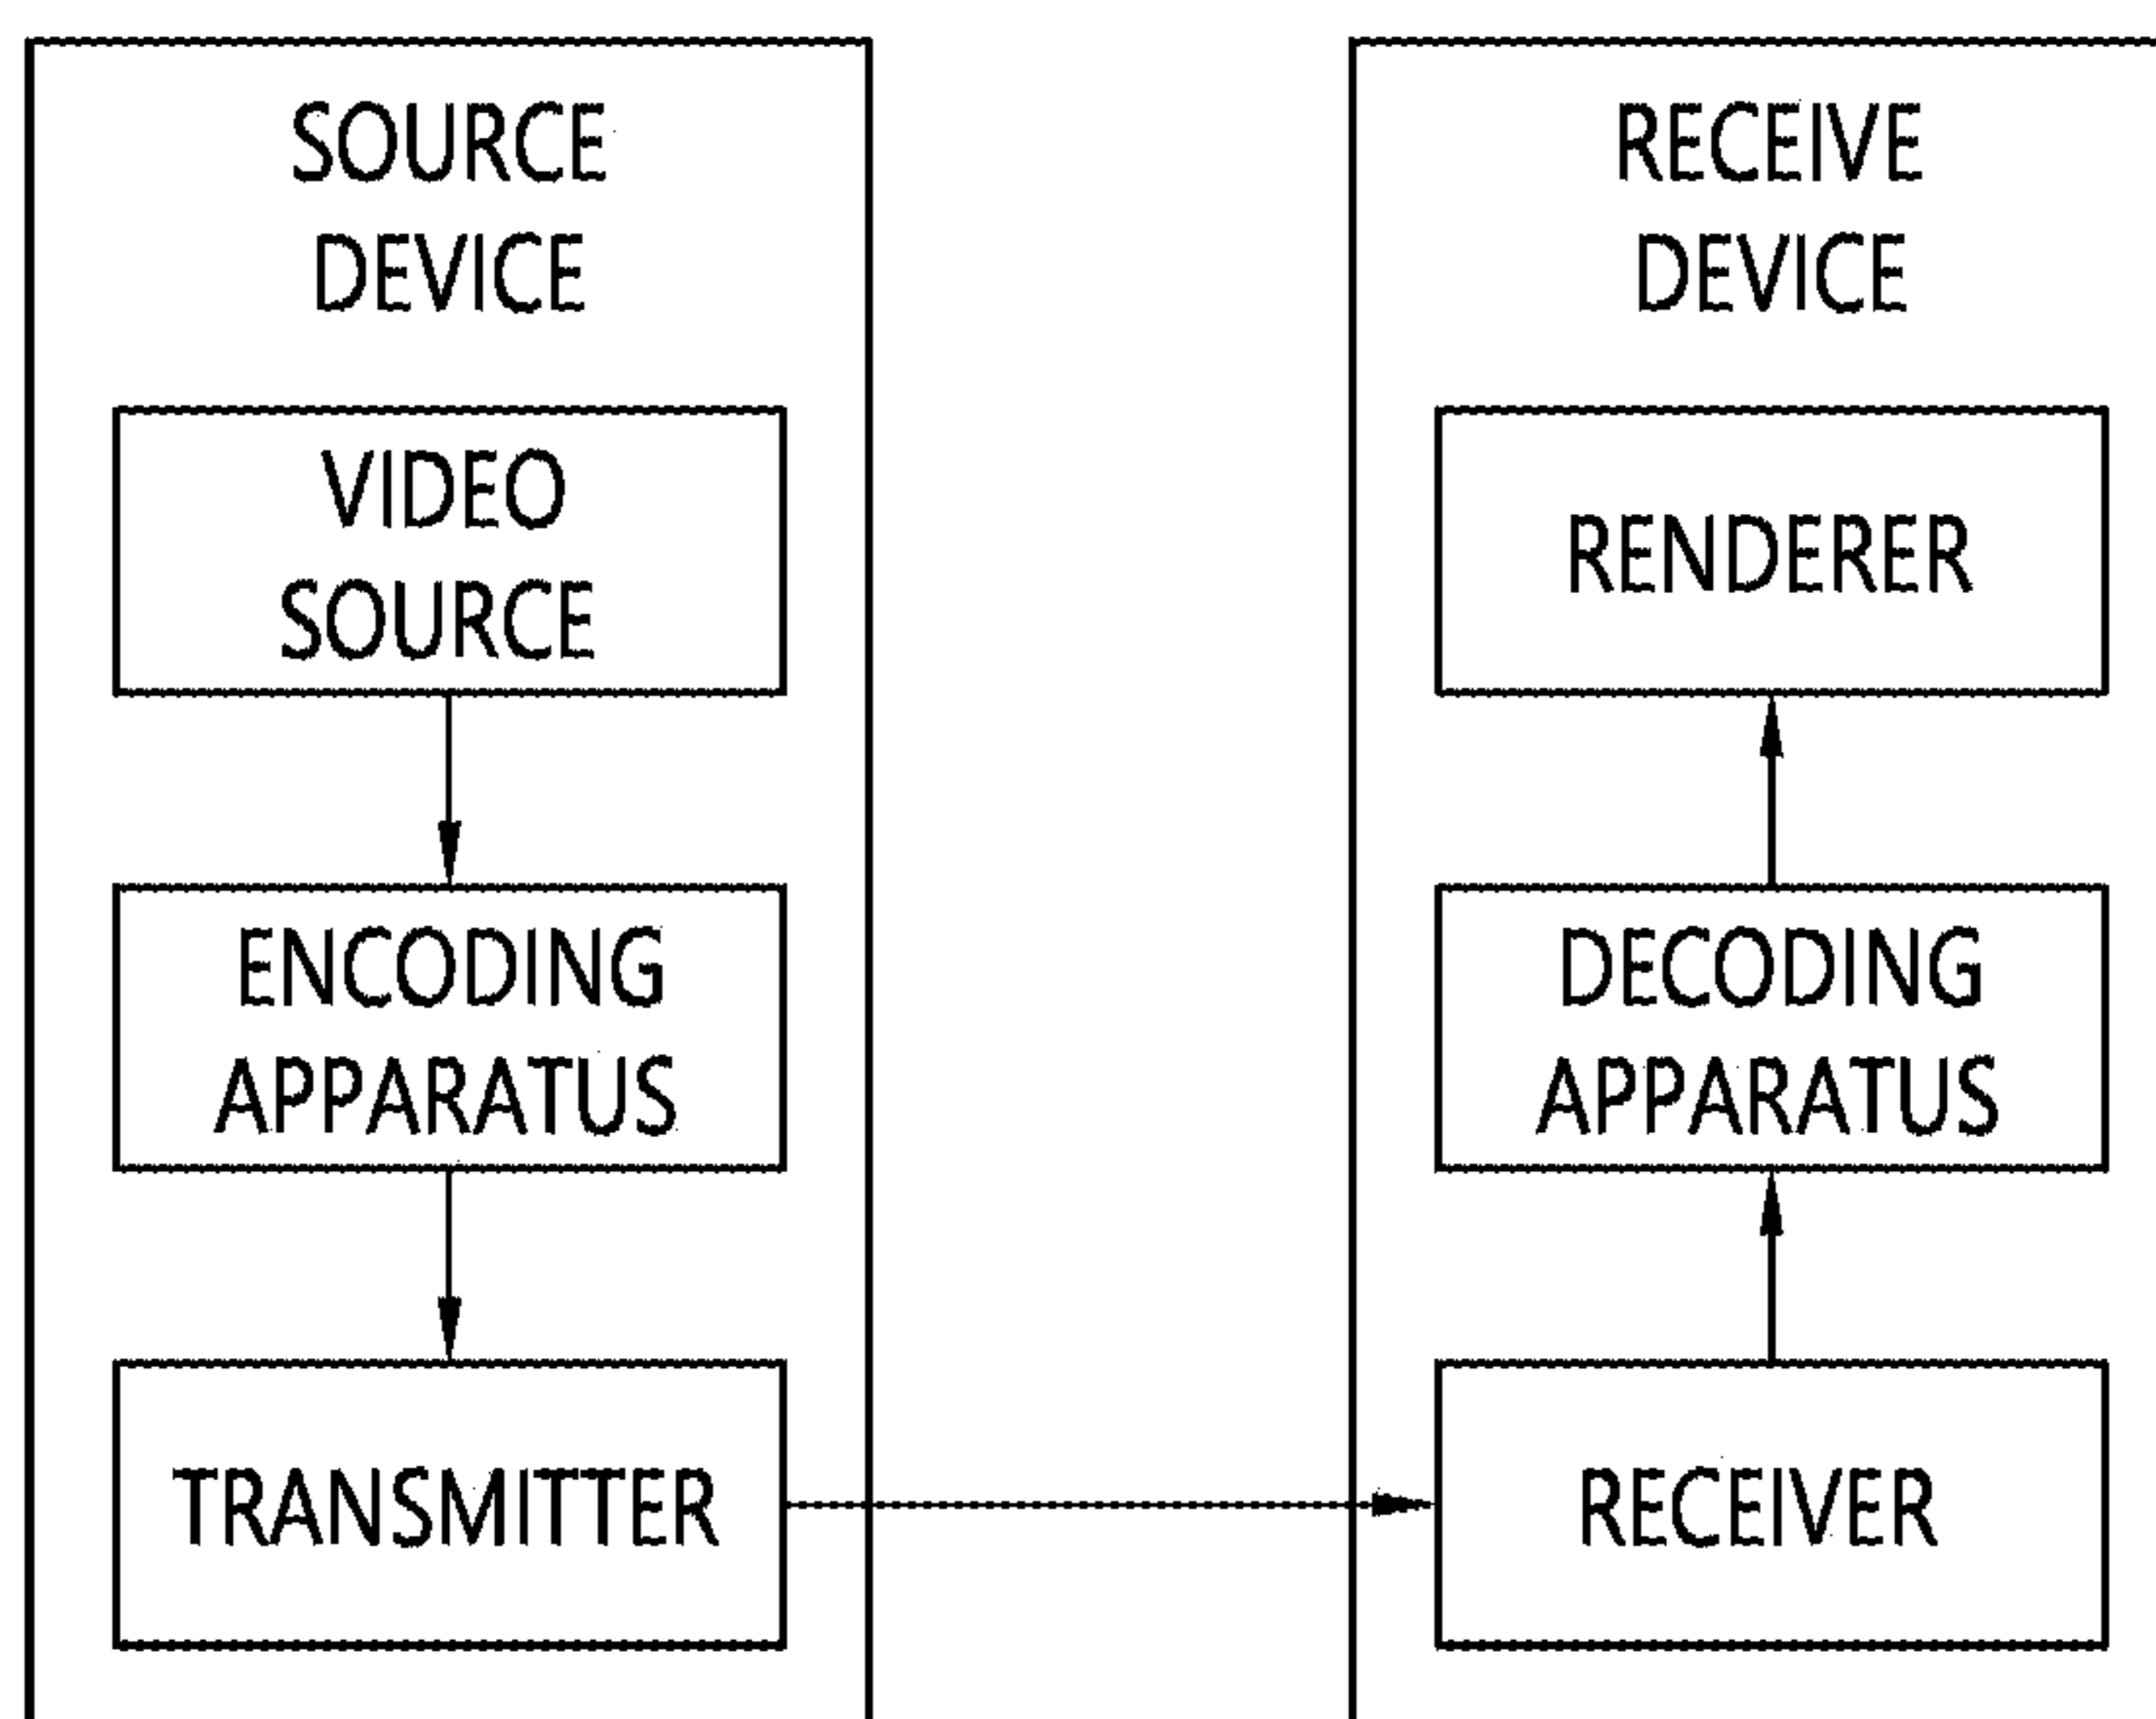 SOURCE
DEVICE
VIDEO
SOURCE
ENCODING
APPARATUS
TRANSMITTER
RECEIVE
DEVICE
RENDERER
DECODING
APPARATUS
RECEIVER